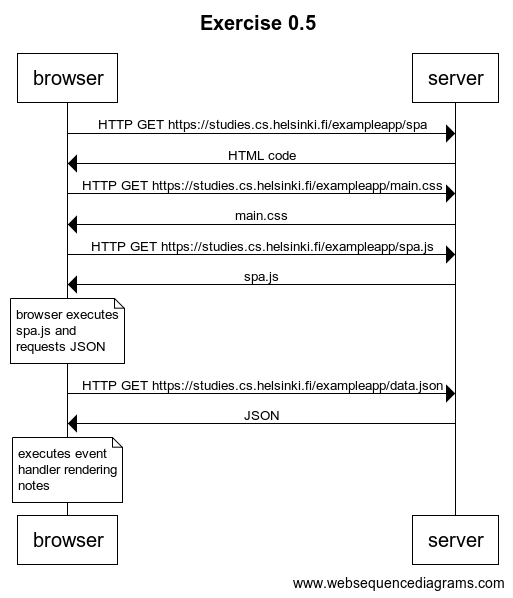 Exercise 0.5
browser
server
HTTP GET https://studies.cs.helsinki.fi/exampleapp/spa
HTML code
HTTP GET https://studies.cs.helsinki.fi/exampleapp/main.css
main.css
HTTP GET https://studies.cs.helsinki.fi/exampleapp/spa.js
spa.js
browser executes
spa.js and
requests JSON
HTTP GET https://studies.cs.helsinki.fi/exampleapp/data.json
JSON
executes event
handler rendering
notes
browser
server
www.websequencediagrams.com